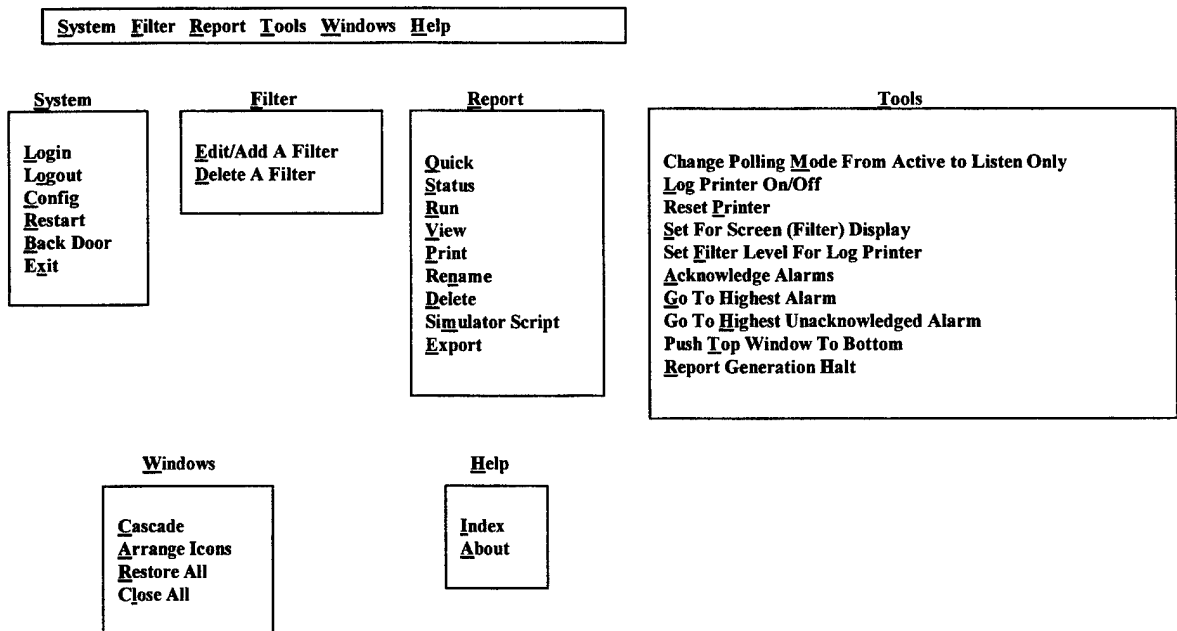 System Filter Report Tools Windows Help
System
Login
Logout
Config
Restart
Back Door
Exit
Filter
Edit/Add A Filter
Delete A Filter
Report
Quick
Status
Run
View
Print
Rename
Delete
Simulator Script
Export
Tools
Change Polling Mode From Active to Listen Only
Log Printer On/Off
Reset Printer
Set For Screen (Filter) Display
Set Filter Level For Log Printer
Acknowledge Alarms
Go To Highest Alarm
Go To Highest Unacknowledged Alarm
Push Top Window To Bottom
Report Generation Halt
Windows
Cascade
Arrange Icons
Restore All
Close All
Help
Index
About